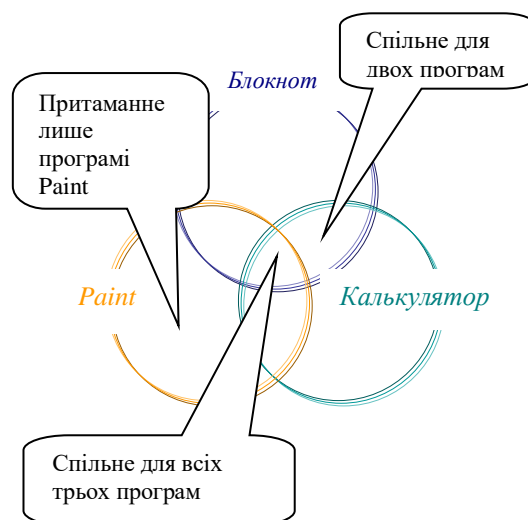 Спільне для
двох програм
Блокнот
Притаманне
лише
програмі
Paint
Paint
Калькулятор
Спільне для всіх
трьох програм